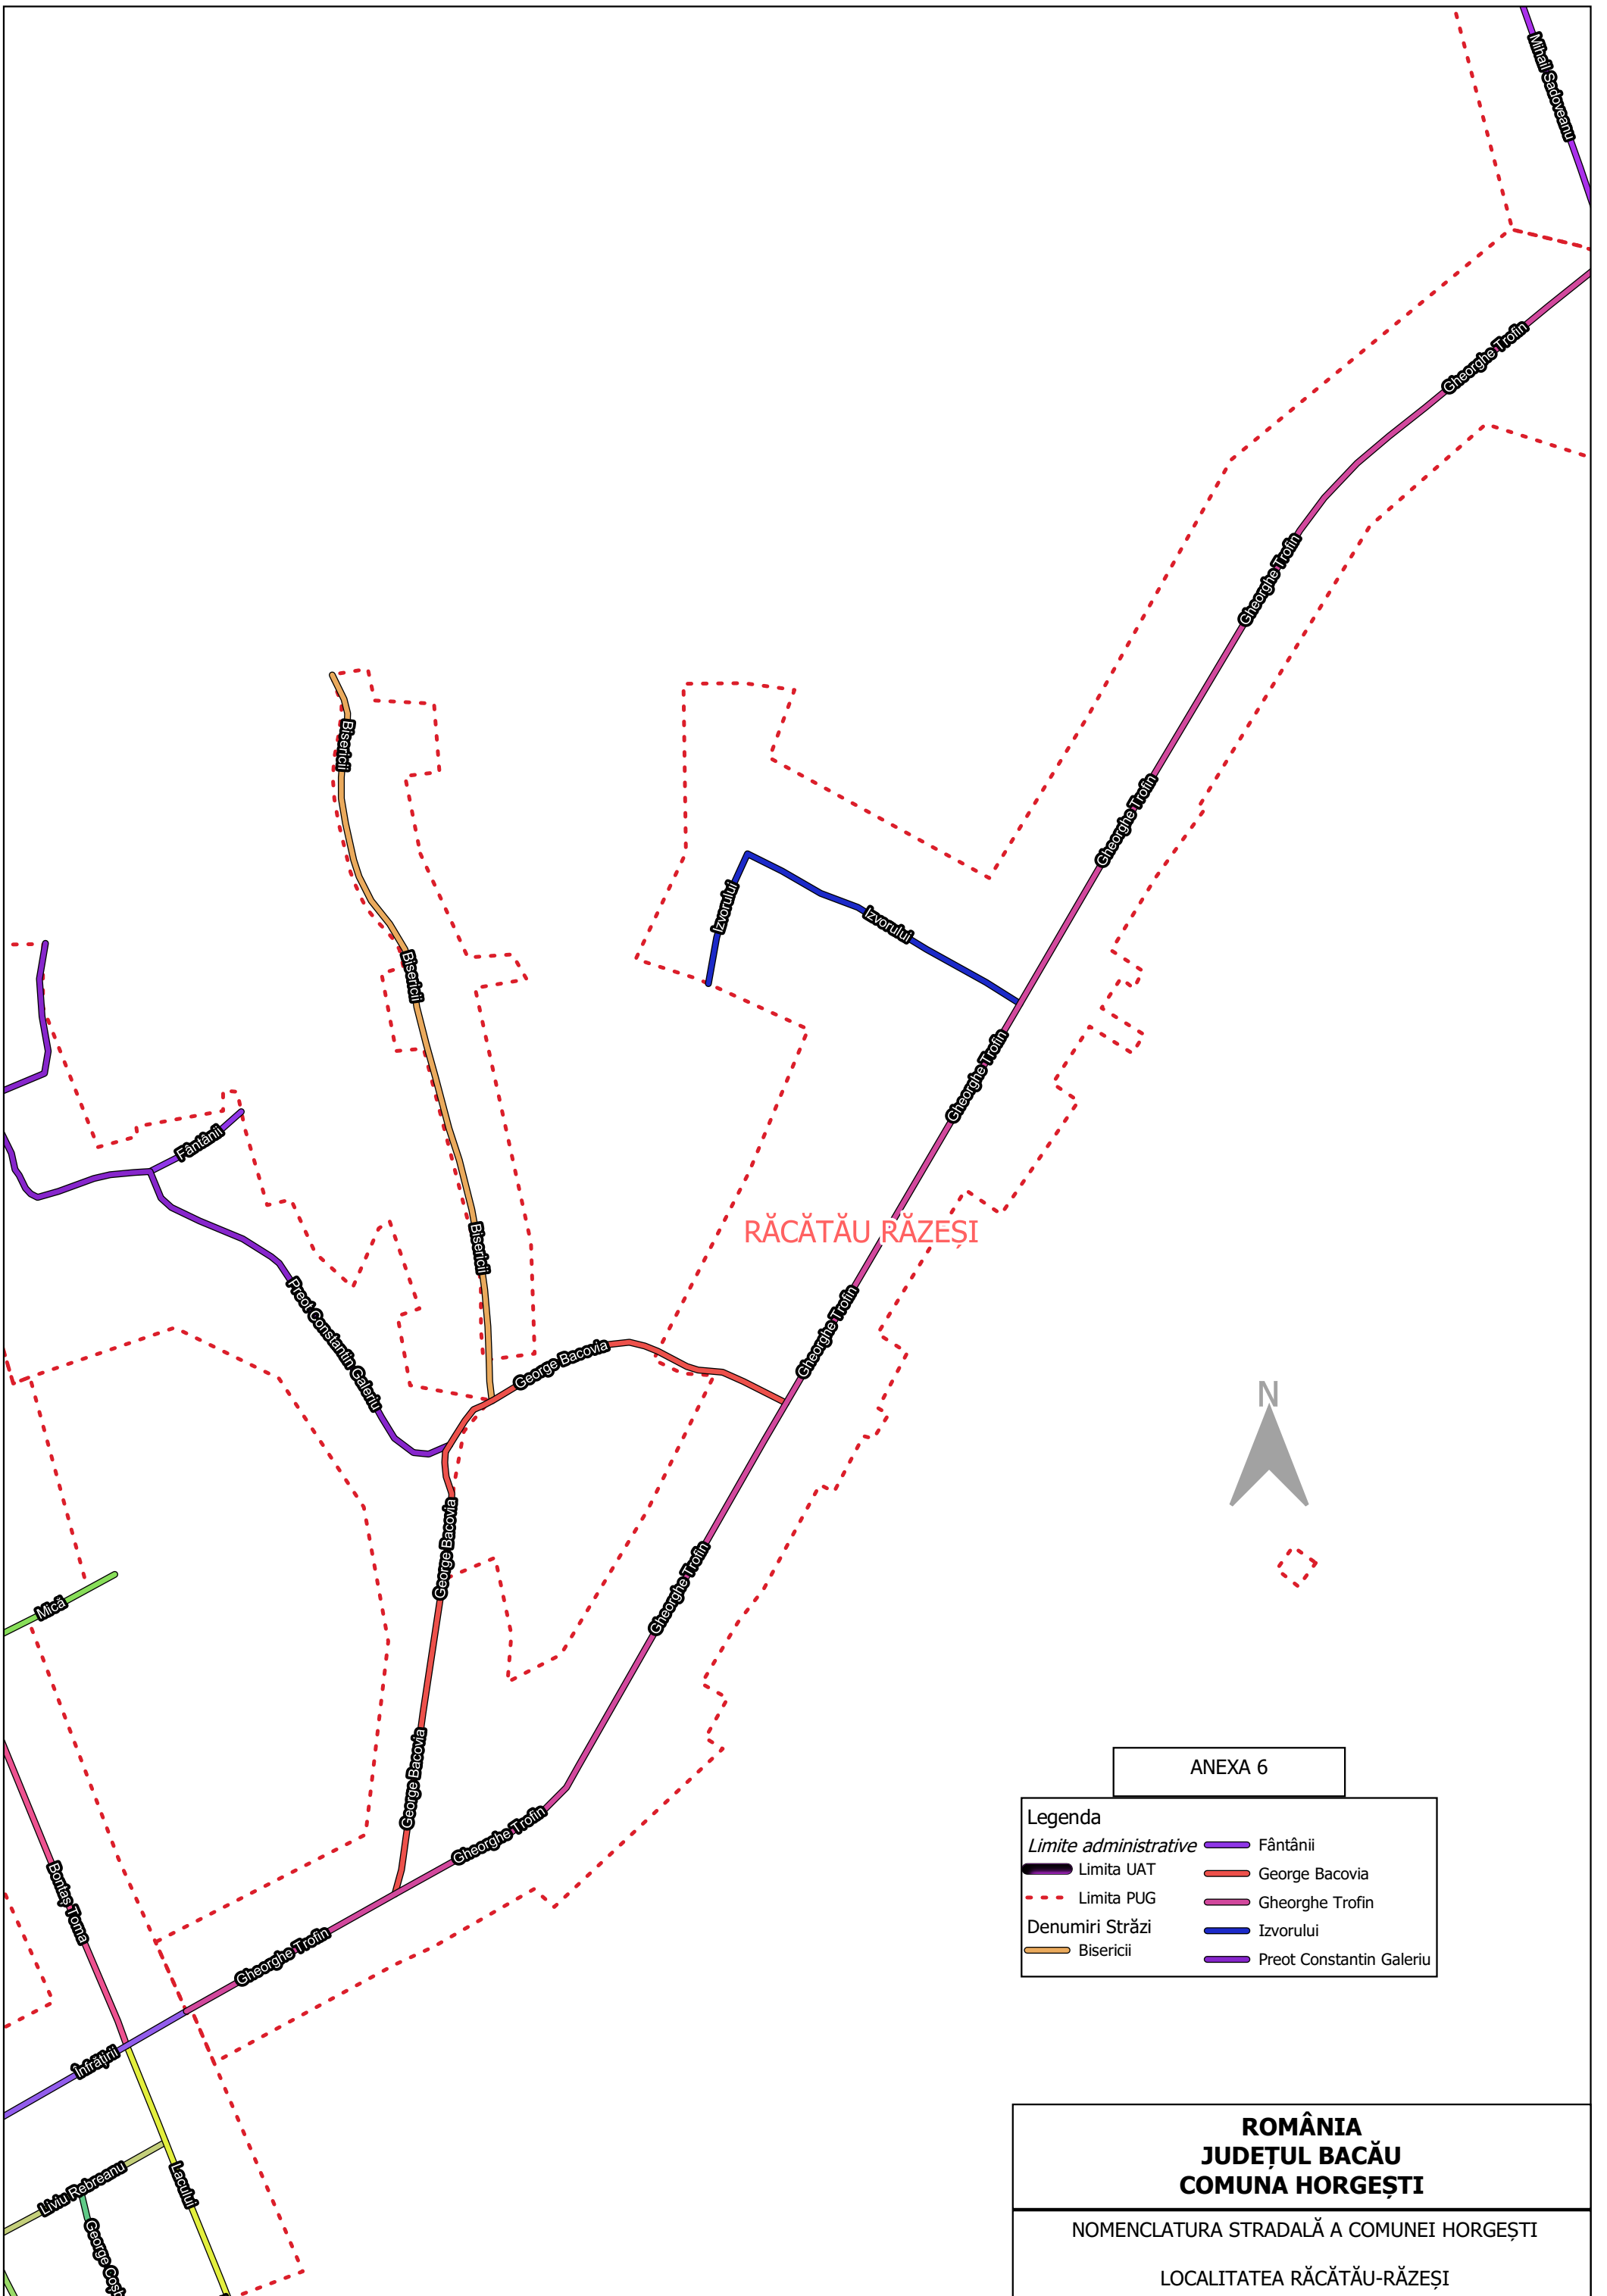 Mihail Sadoveanu
Gheorghe Trofin
Gheorghe Trofin
Bisericii
Gheorghe Trofin
Izvorului
Izvorului
Bisericii
Gheorghe Trofin
Fântânii
RĂCĂTĂU RĂZEȘI
Bisericii
Gheorghe Trofin
Preot Constantin Galeriu
George Bacovia
N
George Bacovia
Gheorghe Trofin
Mică
George Bacovia
Gheorghe Trofin
Bontaș Toma
Gheorghe Trofin
Înfrățirii
Liviu Rebreanu
Lacului
George Coșb
ANEXA 6
Legenda
Limite administrative
Limita UAT
Limita PUG
Denumiri Străzi
Bisericii
Fântânii
George Bacovia
Gheorghe Trofin
Izvorului
Preot Constantin Galeriu
ROMÂNIA
JUDEȚUL BACĂU
COMUNA HORGEȘTI
NOMENCLATURA STRADALĂ A COMUNEI HORGEȘTI
LOCALITATEA RĂCĂTĂU-RĂZEȘI